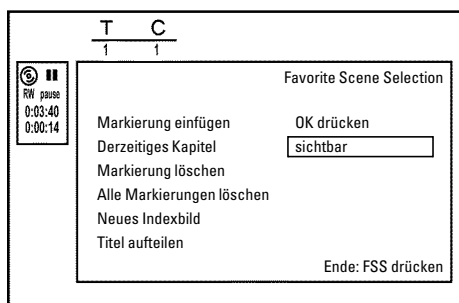 T C
1 1
RW pause
0:03:40
0:00:14
Favorite Scene Selection
Markierung einfügen OK drücken
Derzeitiges Kapitel sichtbar
Markierung löschen
Alle Markierungen löschen
Neues Indexbild
Titel aufteilen
Ende: FSS drücken